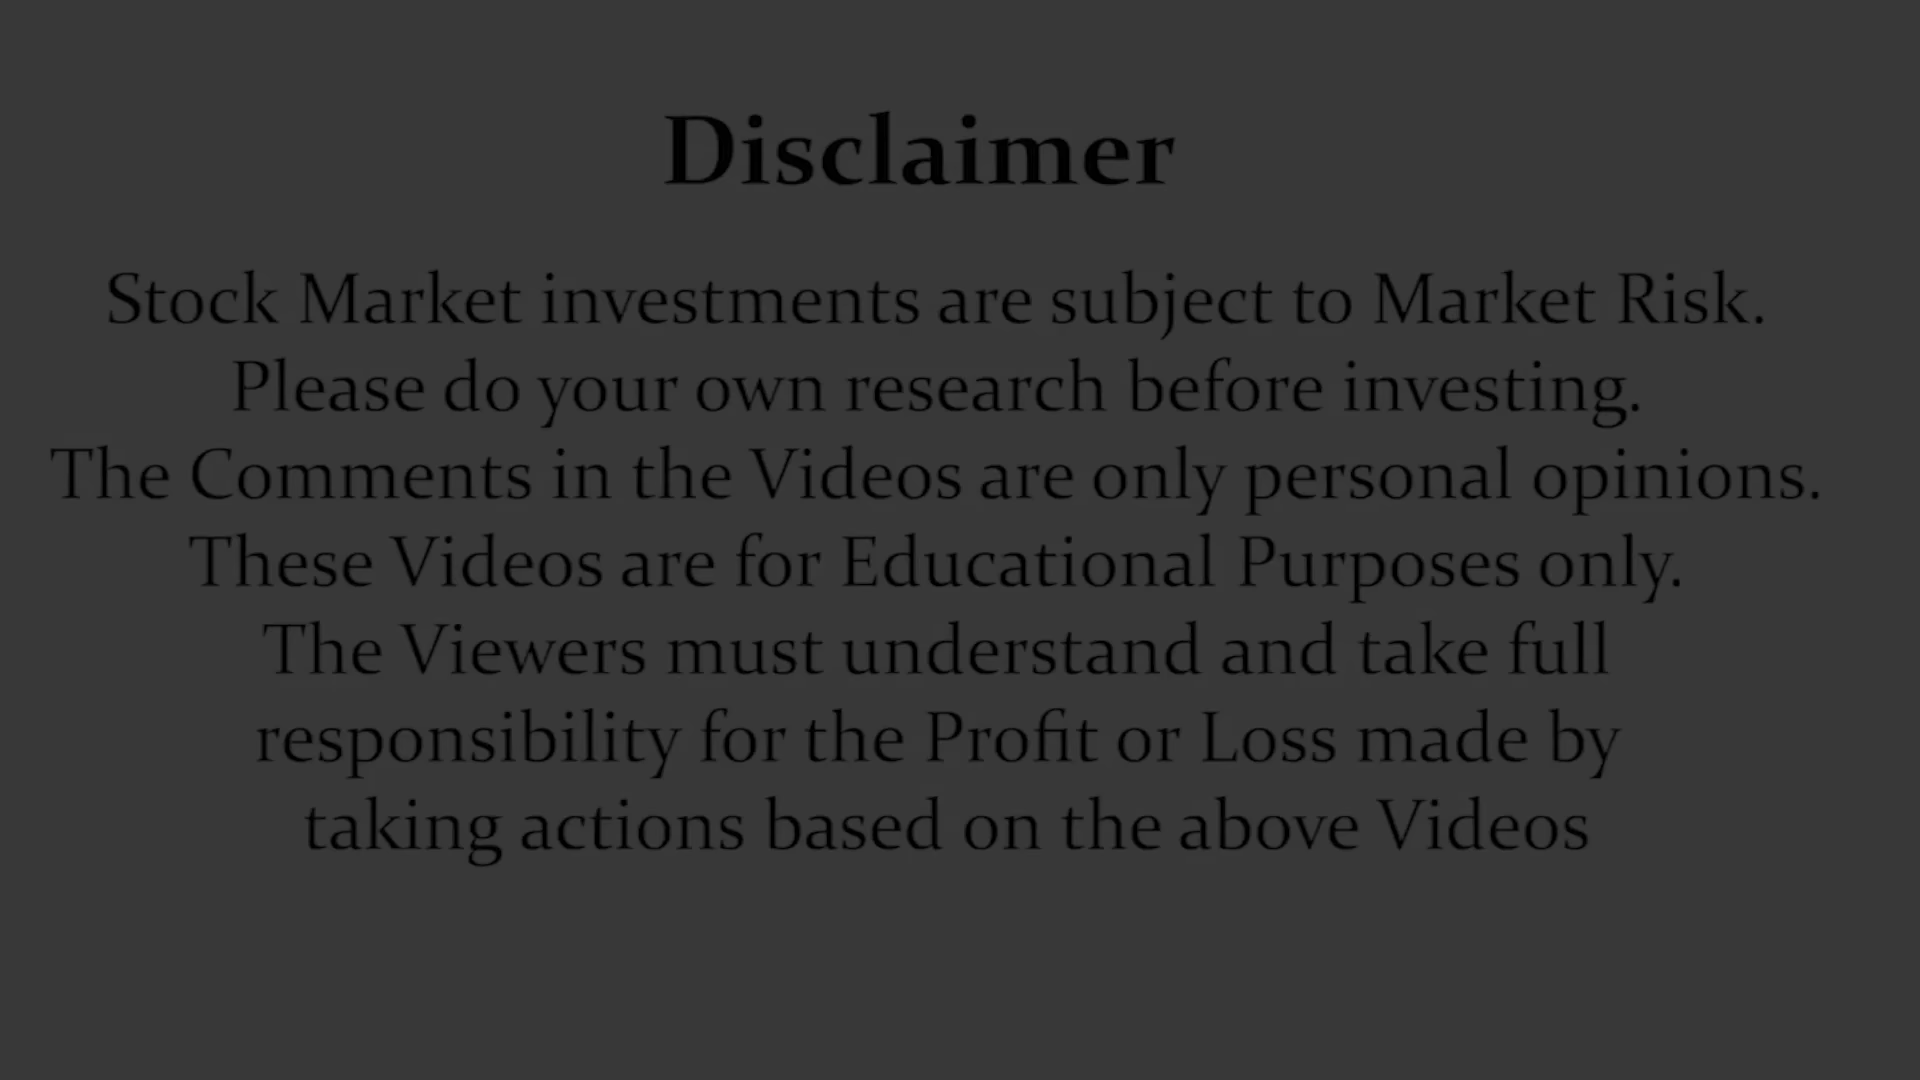 Disclaimer
Stock Market investments are subject to Market Risk.
Please do your own research before investing.
The Comments in the Videos are only personal opinions.
These Videos are for Educational Purposes only.
The Viewers must understand and take full
responsibility for the Profit or Loss made by
taking actions based on the above Videos